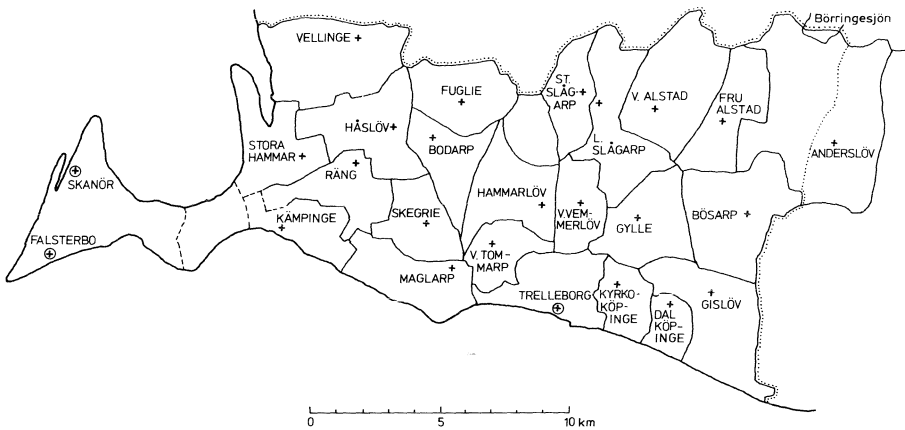 Börringesjön
VELLINGE
ST.
SLÅG-
ARP
FUGLIE
V. ALSTAD
FRU
ALSTAD
HÅSLÖV
STORA
HAMMAR
BODARP
L.
SLÅGARP
ANDERSLÖV
RÄNG
SKANÖR
HAMMARLÖV
SKEGRIE
KÄMPINGE
V.VEM-
MERLÖV
GYLLE
BÖSARP
FALSTERBO
V. TOM-
MARP
MAGLARP
TRELLEBORG
KYRKO-
KÖP-
INGE
DAL
KÖP-
INGE
GISLÖV
0 5 10 km